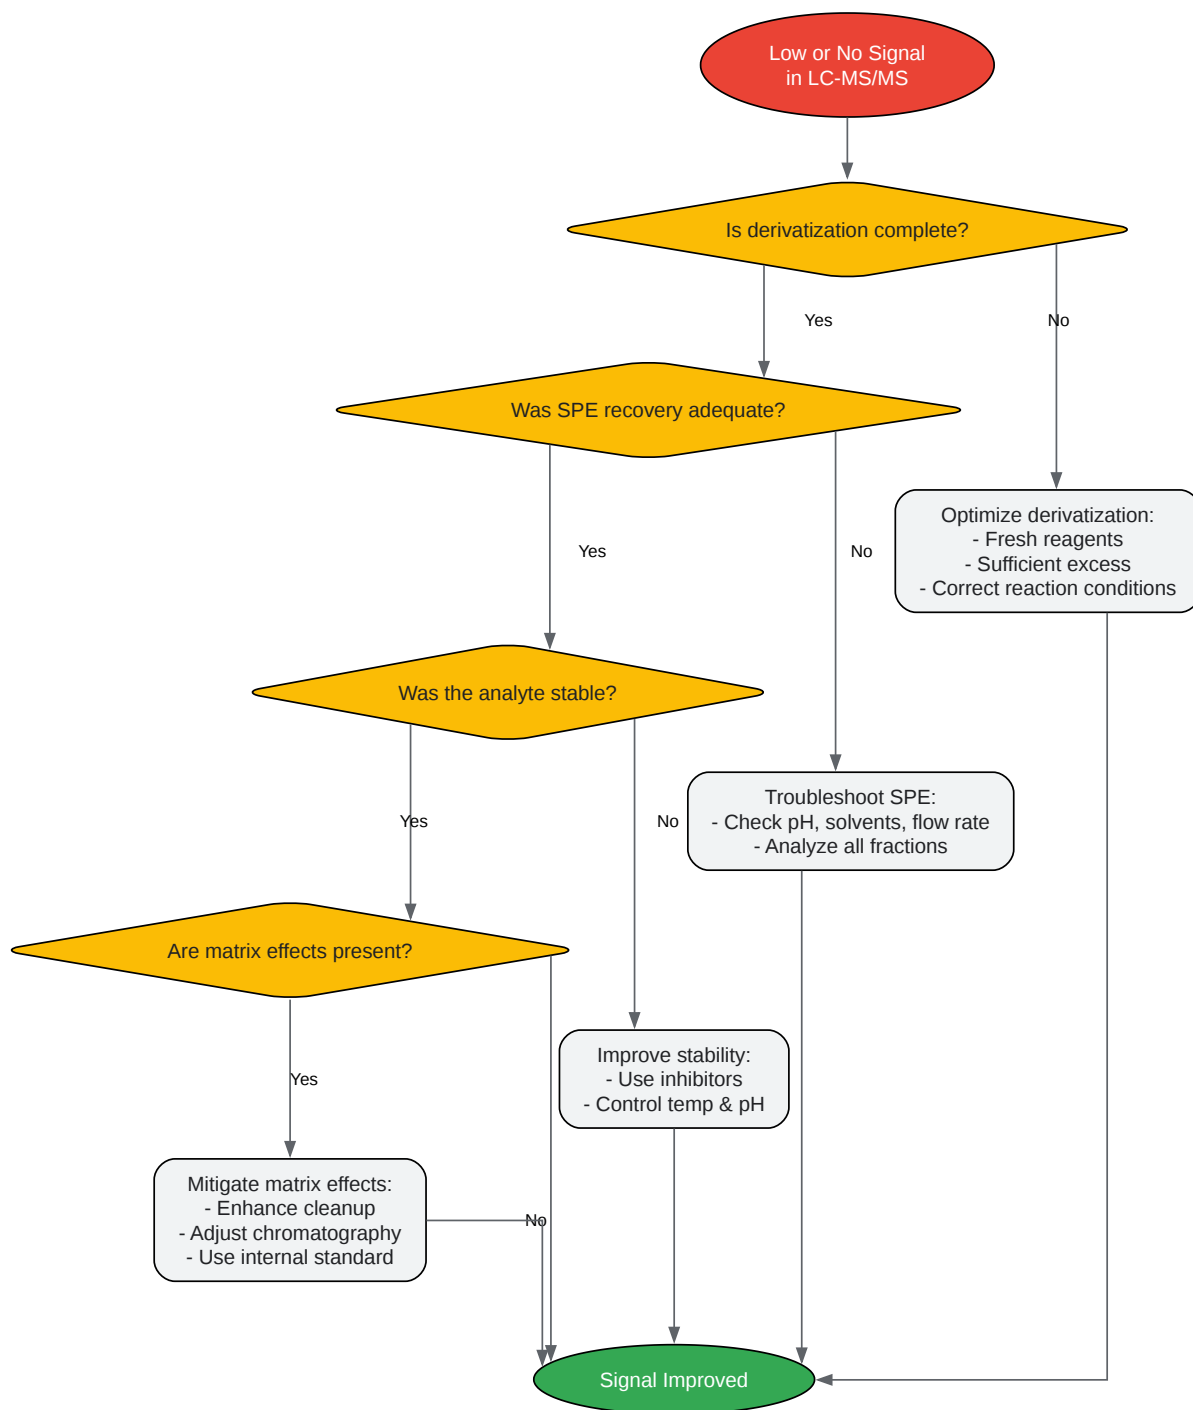 Low or No Signal
in LC-MS/MS
Is derivatization complete?
Yes
No
Was SPE recovery adequate?
Optimize derivatization:
- Fresh reagents
- Sufficient excess
- Correct reaction conditions
Yes
No
Was the analyte stable?
Troubleshoot SPE:
- Check pH, solvents, flow rate
- Analyze all fractions
Yes
No
Are matrix effects present?
Improve stability:
- Use inhibitors
- Control temp & pH
Yes
Mitigate matrix effects:
- Enhance cleanup
- Adjust chromatography
- Use internal standard
No
Signal Improved